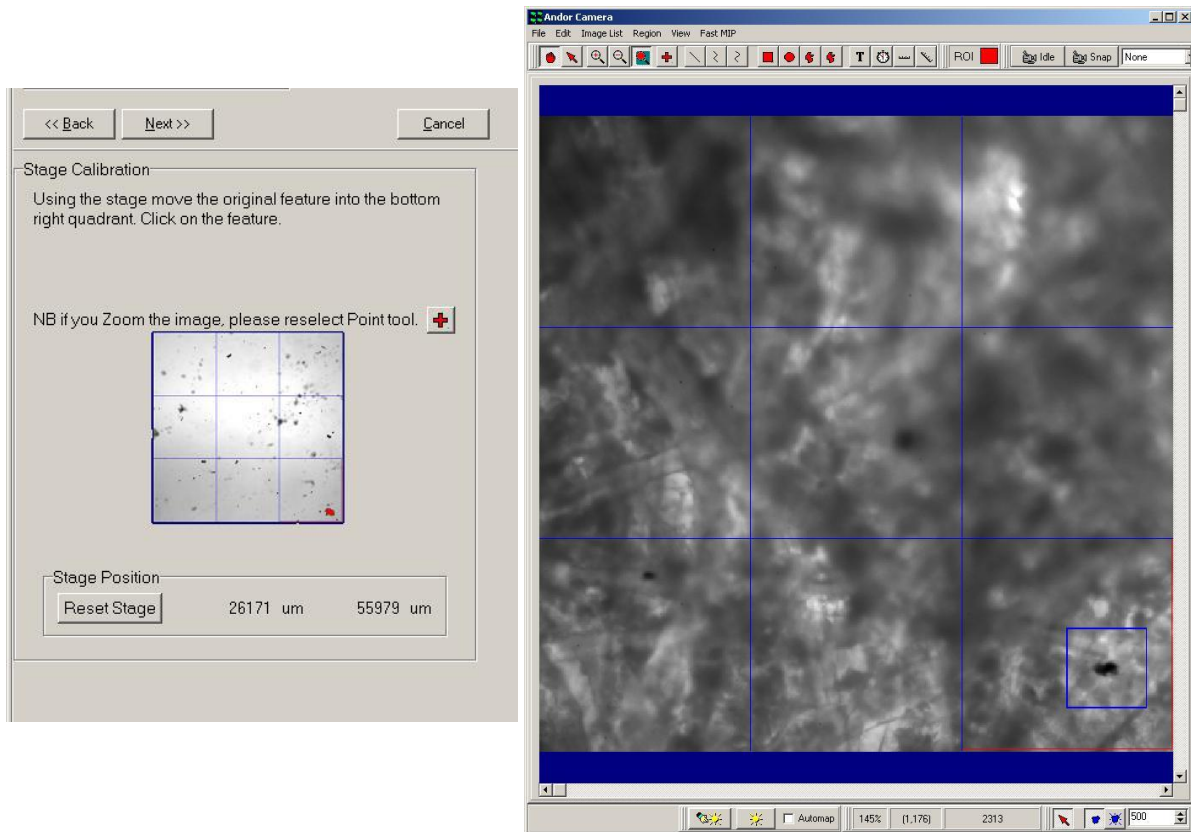 << Back
Next >>
Cancel
Stage Calibration
Using the stage move the original feature into the bottom
right quadrant. Click on the feature.
NB if you Zoom the image, please reselect Point tool.
Stage Position
Reset Stage
26171 um
55979 um
Andor Camera
File Edit Image List Region View Fast MIP
T
ROI
Idle
Snap
None
Automap
145%
(1,176)
2313
500